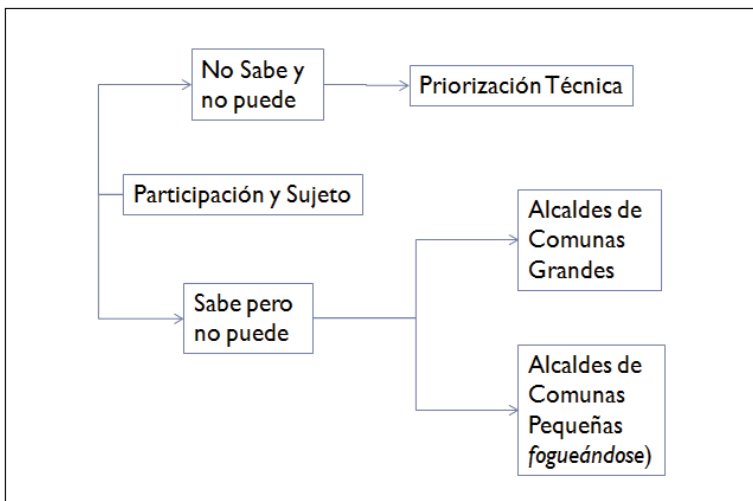 No Sabe y
no puede
Priorización Técnica
Participación y Sujeto
Alcaldes de
Comunas
Grandes
Sabe pero
no puede
Alcaldes de
Comunas
Pequeñas
fogueándose)